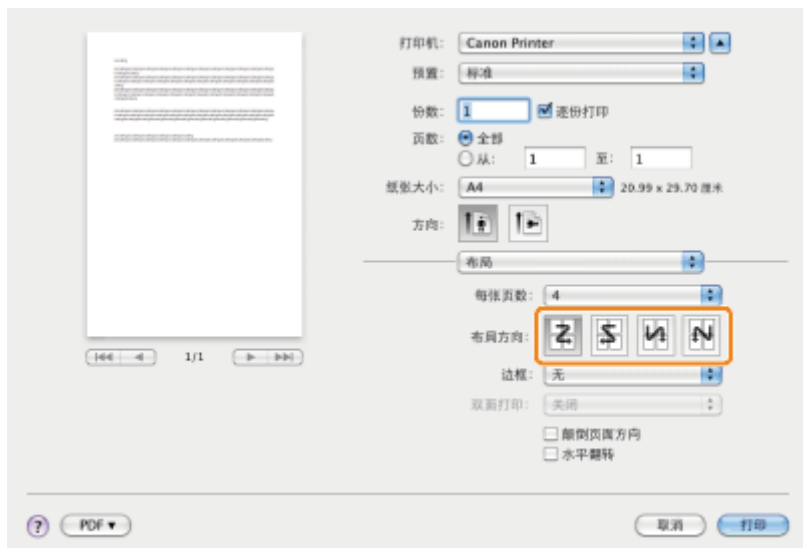 打印机: Canon Printer
预置: 标准
份数: 1 逐份打印
页数: 全部
从: 1 至: 1
纸张大小: A4 20.99 x 29.70 厘米
方向:
布局
每张页数: 4
布局方向:
1/1
边框: 无
双面打印: 关闭
颠倒页面方向
水平翻转
? PDF ▼ 取消 打印